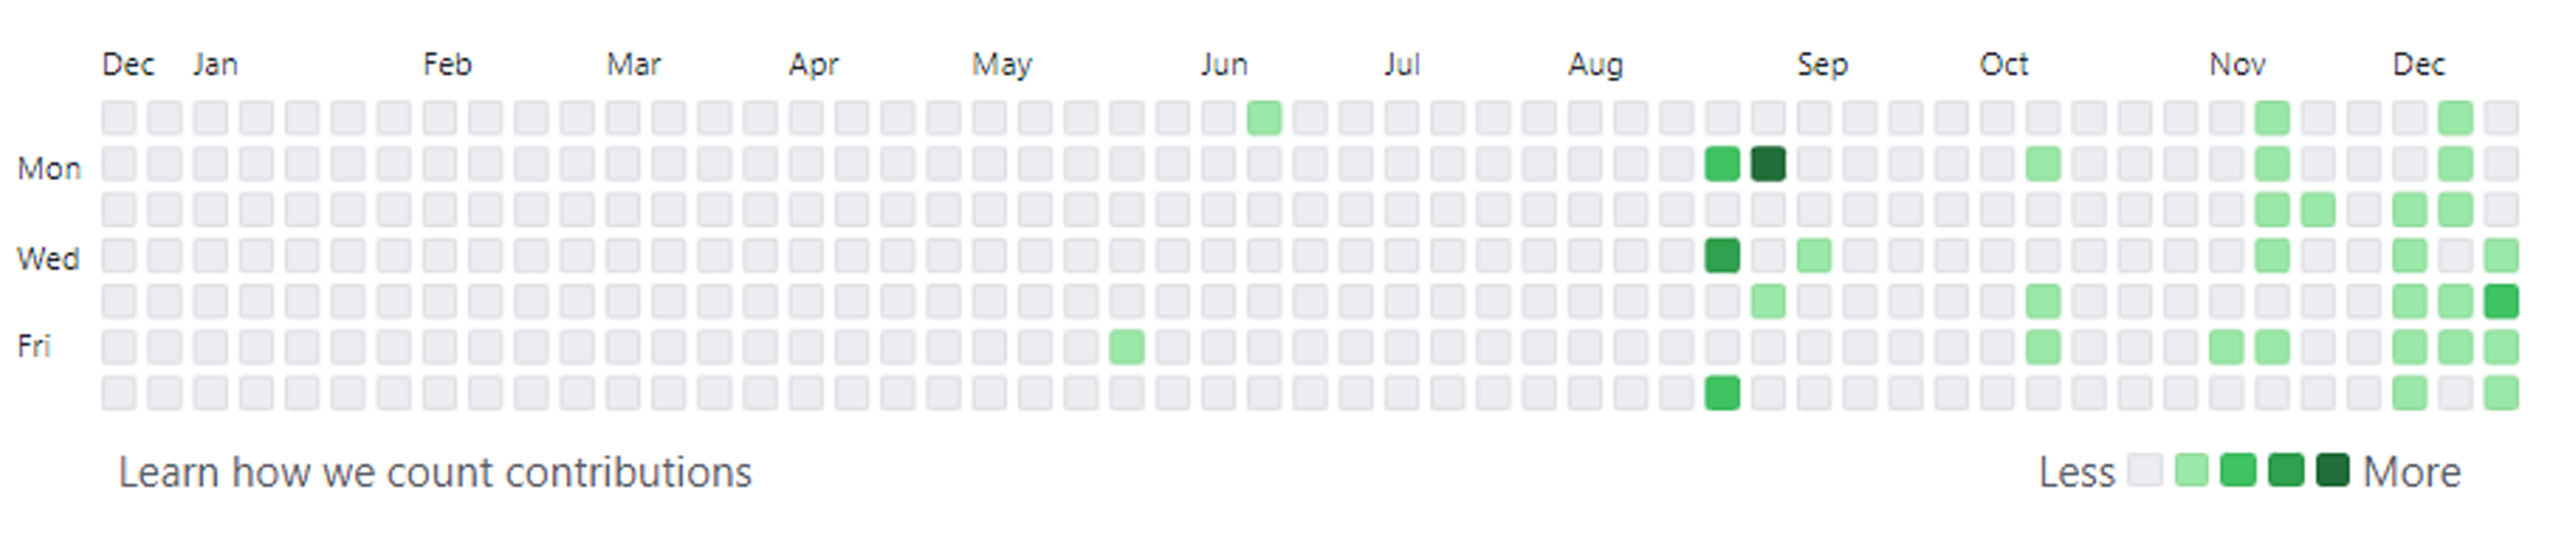 Dec Jan Feb Mar Apr May Jun Jul Aug Sep Oct Nov Dec
Mon
Wed
Fri
Learn how we count contributions
Less More